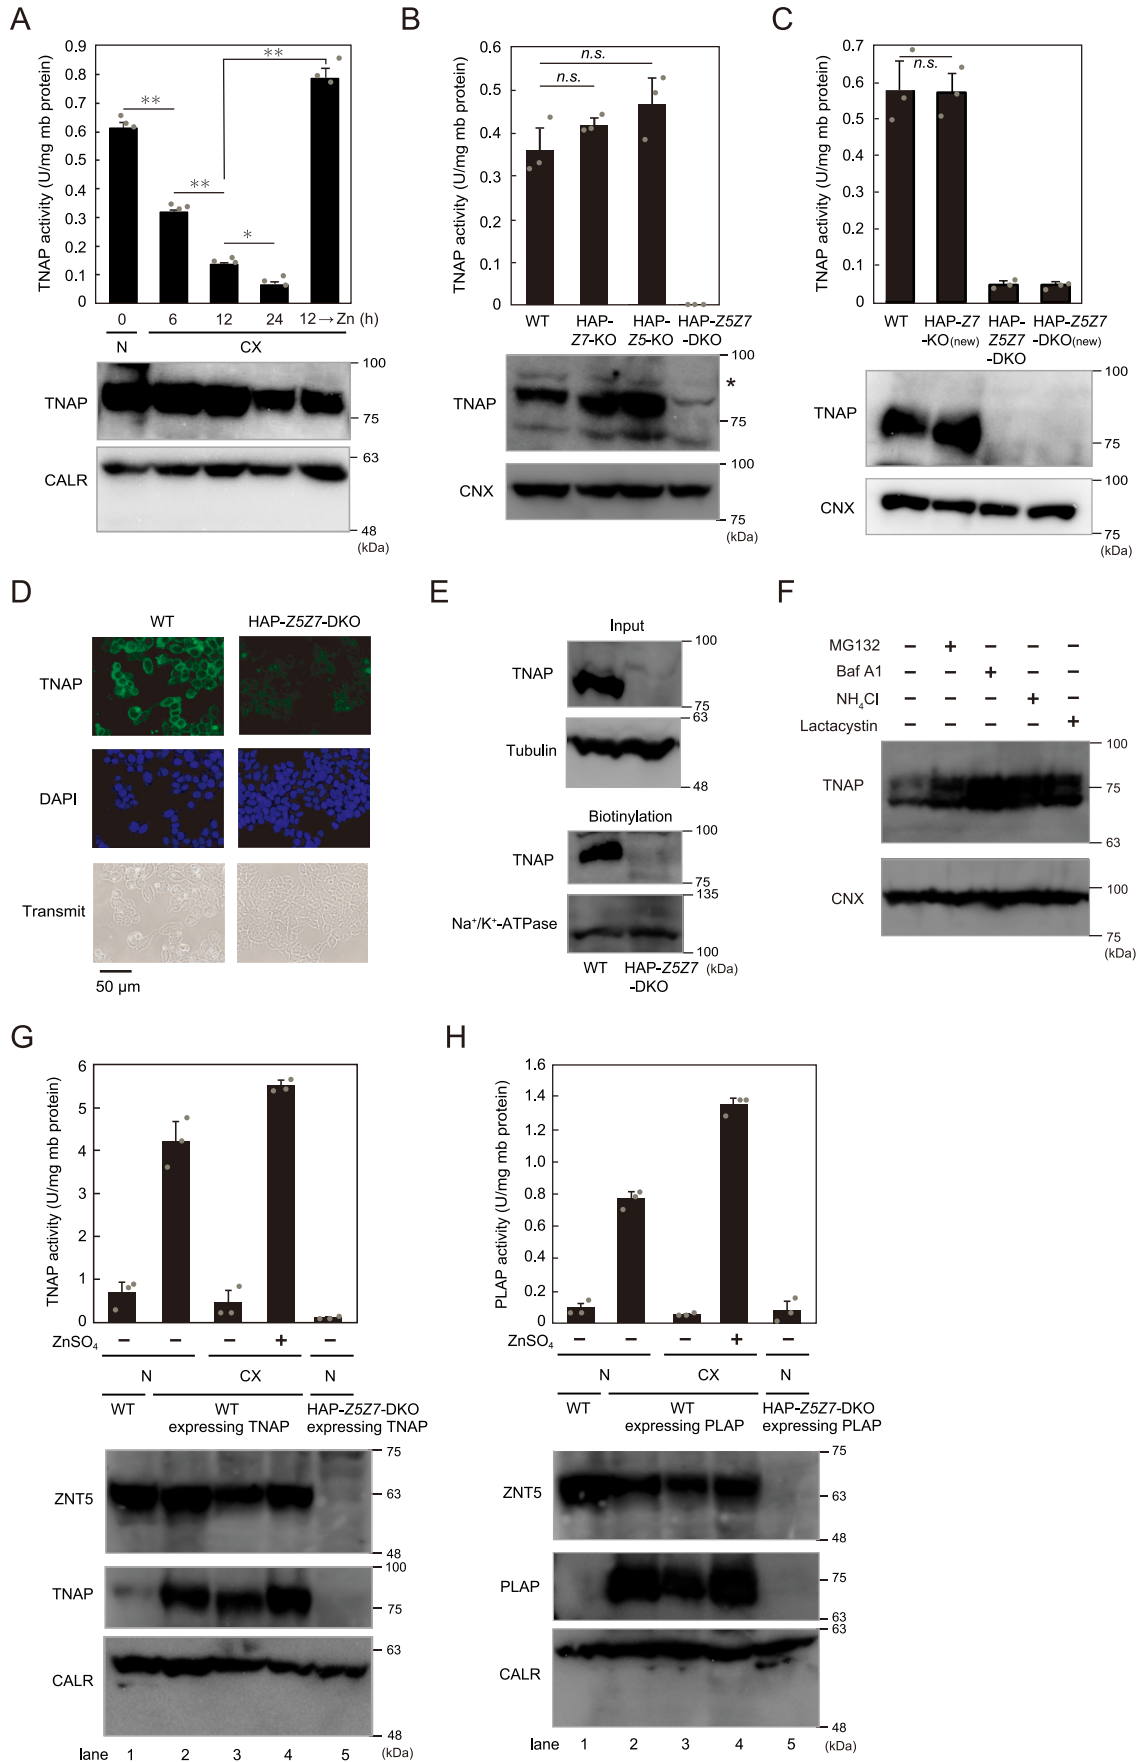 A
TNAP activity (U/mg mb protein)
0.9
0.8
0.7
0.6
0.5
0.4
0.3
0.2
0.1
0
**
**
*
**
0 6 12 24 12→Zn (h)
N CX
TNAP
100
75
CALR
63
48
(kDa)
B
TNAP activity (U/mg mb protein)
0.6
0.5
0.4
0.3
0.2
0.1
0
n.s.
n.s.
WT HAP-Z7-KO HAP-Z5-KO HAP-Z5Z7-DKO
TNAP
100
*
75
CNX
100
75
(kDa)
C
TNAP activity (U/mg mb protein)
0.7
0.6
0.5
0.4
0.3
0.2
0.1
0
n.s.
WT HAP-Z7-KO(new) HAP-Z5Z7-DKO HAP-Z5Z7-DKO(new)
TNAP
100
75
CNX
100
75
(kDa)
D
WT HAP-Z5Z7-DKO
TNAP
DAPI
Transmit
50 μm
E
Input
TNAP
100
75
Tubulin
63
48
Biotinylation
TNAP
100
75
Na⁺/K⁺-ATPase
135
100
WT HAP-Z5Z7-DKO (kDa)
F
MG132 − + − − −
Baf A1 − − + − −
NH₄Cl − − − + −
Lactacystin − − − − +
TNAP
100
75
63
CNX
100
75
(kDa)
G
TNAP activity (U/mg mb protein)
6
5
4
3
2
1
0
ZnSO₄ − − − + −
N CX N
WT WT expressing TNAP HAP-Z5Z7-DKO expressing TNAP
ZNT5
75
63
48
TNAP
100
75
CALR
63
48
lane 1 2 3 4 5 (kDa)
H
PLAP activity (U/mg mb protein)
1.6
1.4
1.2
1.0
0.8
0.6
0.4
0.2
0
ZnSO₄ − − − + −
N CX N
WT WT expressing PLAP HAP-Z5Z7-DKO expressing PLAP
ZNT5
75
63
48
PLAP
75
63
CALR
63
48
lane 1 2 3 4 5 (kDa)